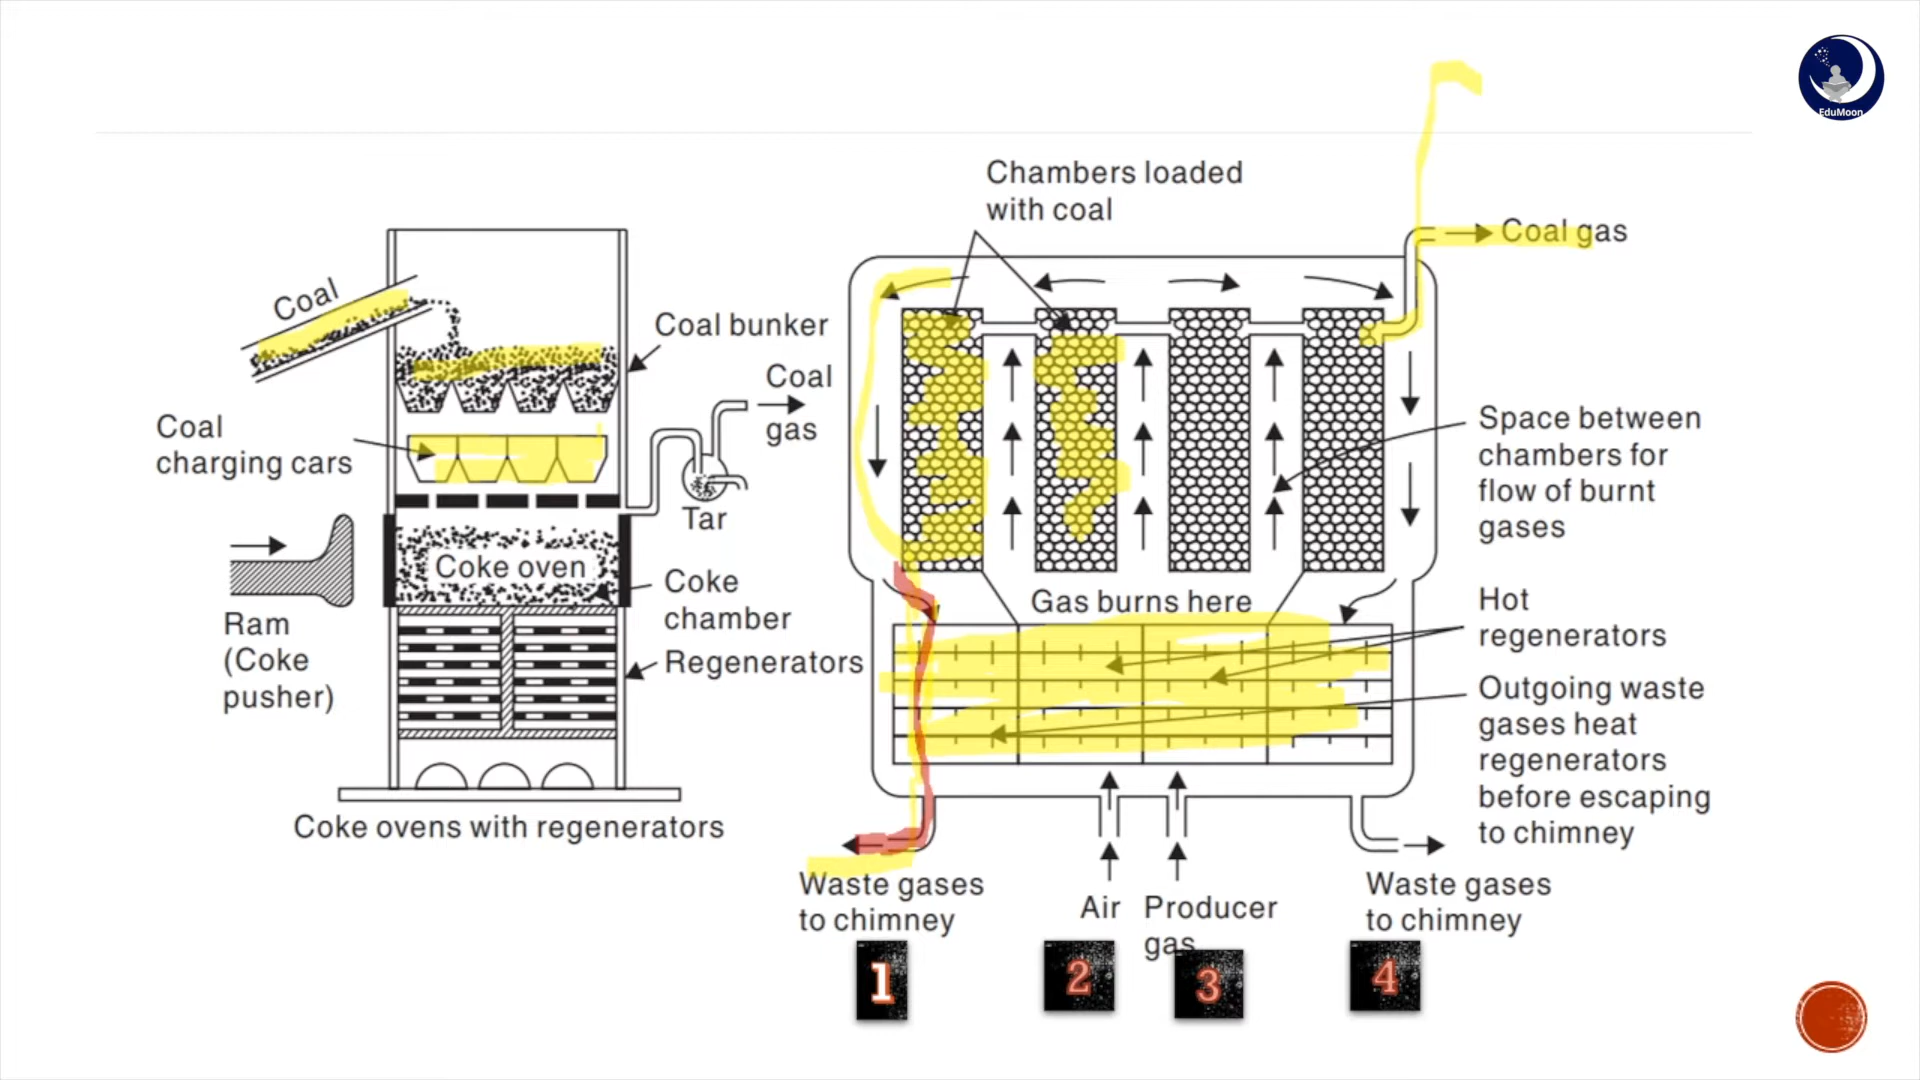 EduMoon
Coal
Coal bunker
Coal
gas
Coal
charging cars
Tar
Coke oven
Coke
chamber
Ram
(Coke
pusher)
Regenerators
Coke ovens with regenerators
Chambers loaded
with coal
Coal gas
Space between
chambers for
flow of burnt
gases
Gas burns here
Hot
regenerators
Outgoing waste
gases heat
regenerators
before escaping
to chimney
Waste gases
to chimney
Air
Producer
gas
Waste gases
to chimney
1
2
3
4